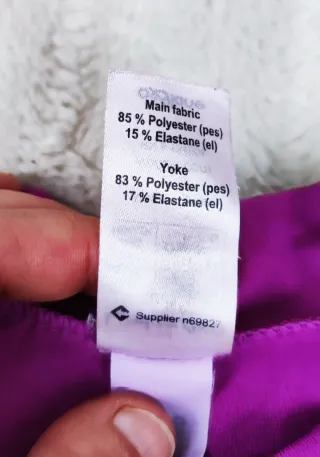 Main fabric
85 % Polyester (pes)
15 % Elastane (el)
Yoke
83 % Polyester (pes)
17 % Elastane (el)
Supplier n69827